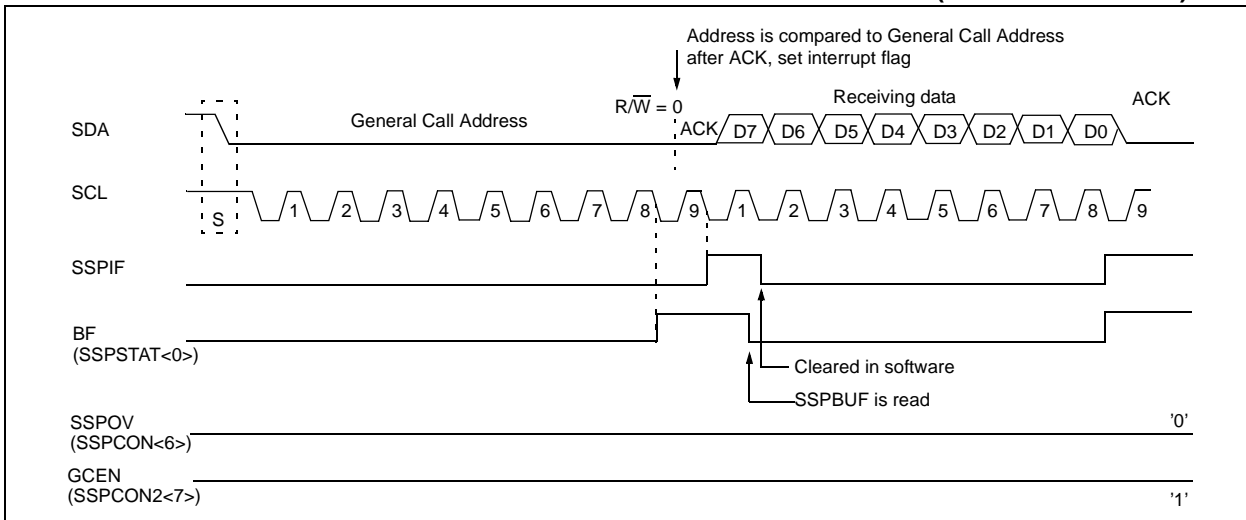 Address is compared to General Call Address
after ACK, set interrupt flag
R/W = 0
Receiving data
ACK
SDA
General Call Address
ACK
D7
D6
D5
D4
D3
D2
D1
D0
SCL
S
1
2
3
4
5
6
7
8
9
1
2
3
4
5
6
7
8
9
SSPIF
BF
(SSPSTAT<0>)
Cleared in software
SSPBUF is read
SSPOV
(SSPCON<6>)
'0'
GCEN
(SSPCON2<7>)
'1'